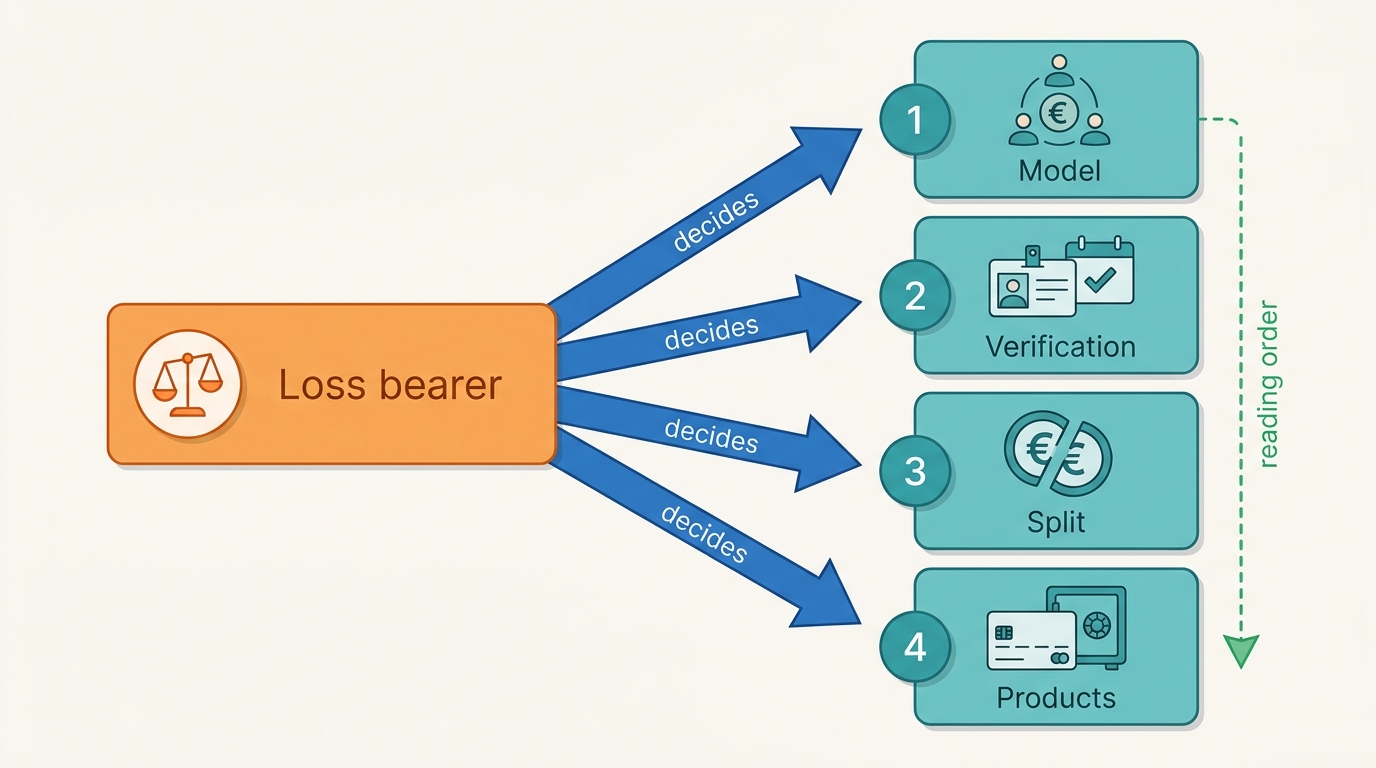 Loss bearer
decides
decides
decides
decides
1
€
Model
2
Verification
3
€ €
Split
4
Products
reading order